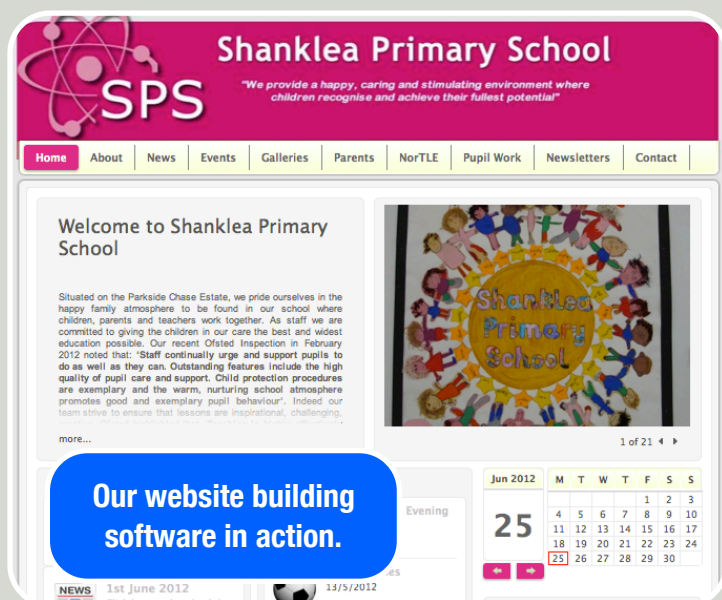 SPS
Shanklea Primary School
"We provide a happy, caring and stimulating environment where
children recognise and achieve their fullest potential"
Home About News Events Galleries Parents NorTLE Pupil Work Newsletters Contact
Welcome to Shanklea Primary
School
Situated on the Parkside Chase Estate, we pride ourselves in the
happy family atmosphere to be found in our school where
children, parents and teachers work together. As staff we are
committed to giving the children in our care the best and widest
education possible. Our recent Ofsted Inspection in February
2012 noted that: 'Staff continually urge and support pupils to
do as well as they can. Outstanding features include the high
quality of pupil care and support. Child protection procedures
are exemplary and the warm, nurturing school atmosphere
promotes good and exemplary pupil behaviour'. Indeed our
team strive to ensure that lessons are inspirational, challenging,
more...
Shanklea
Primary
School
1 of 21
Our website building
software in action.
Evening
NEWS
1st June 2012
13/5/2012
Jun 2012
25
M T W T F S S
1 2 3
4 5 6 7 8 9 10
11 12 13 14 15 16 17
18 19 20 21 22 23 24
25 26 27 28 29 30